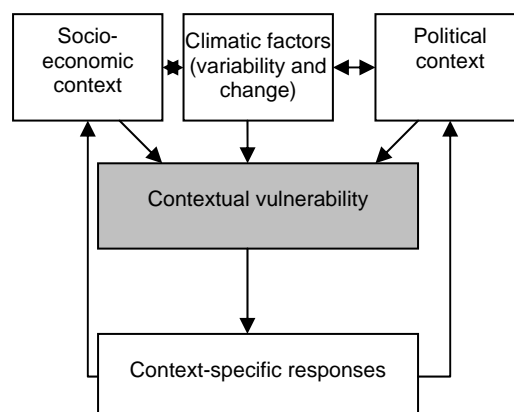 Socio-
economic
context
Climatic factors
(variability and
change)
Political
context
Contextual vulnerability
Context-specific responses